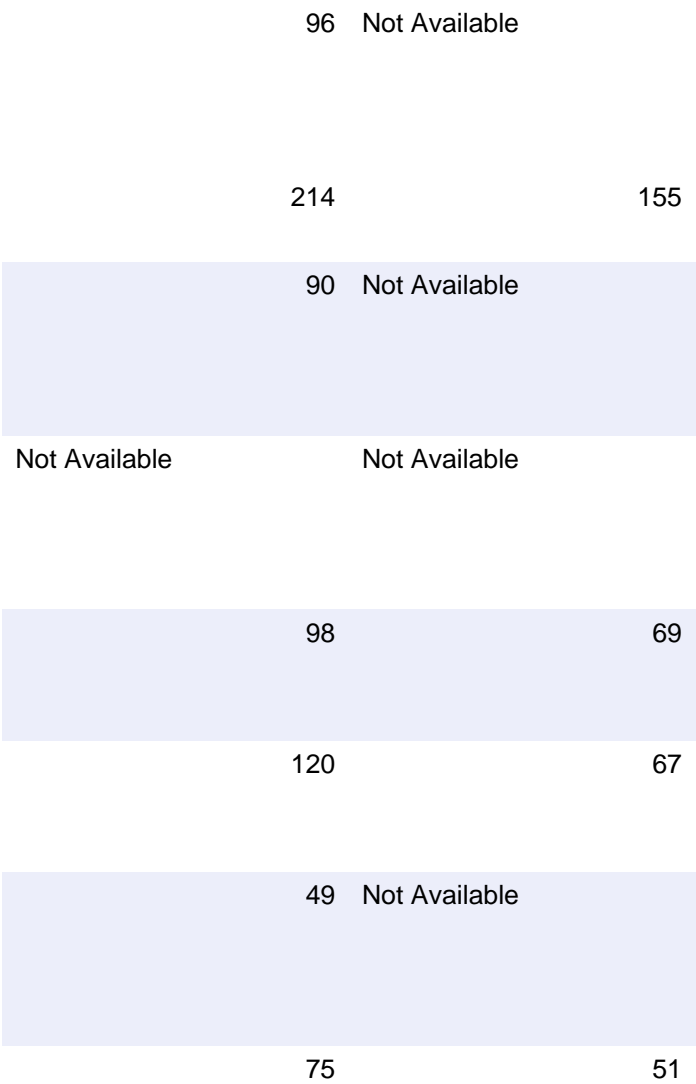 96 Not Available
214 155
90 Not Available
Not Available Not Available
98 69
120 67
49 Not Available
75 51